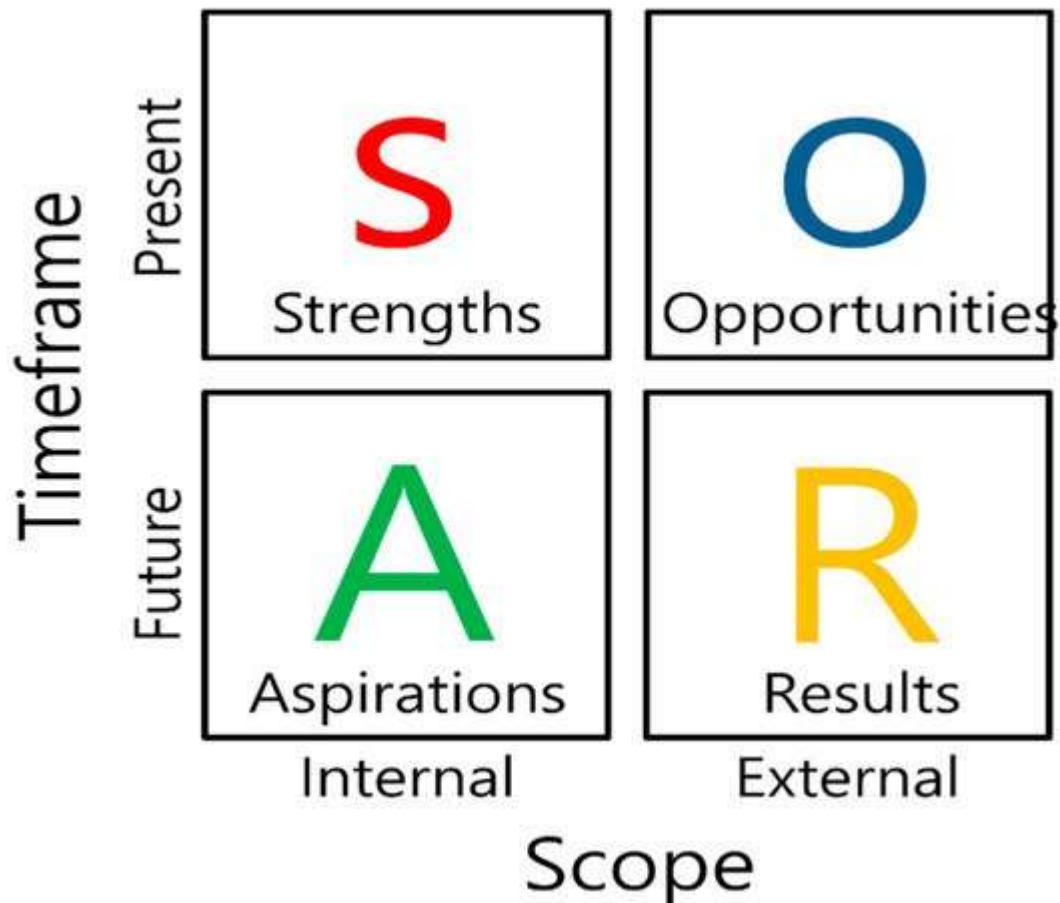 Timeframe
Present
S
Strengths
O
Opportunities
Future
A
Aspirations
R
Results
Internal
External
Scope